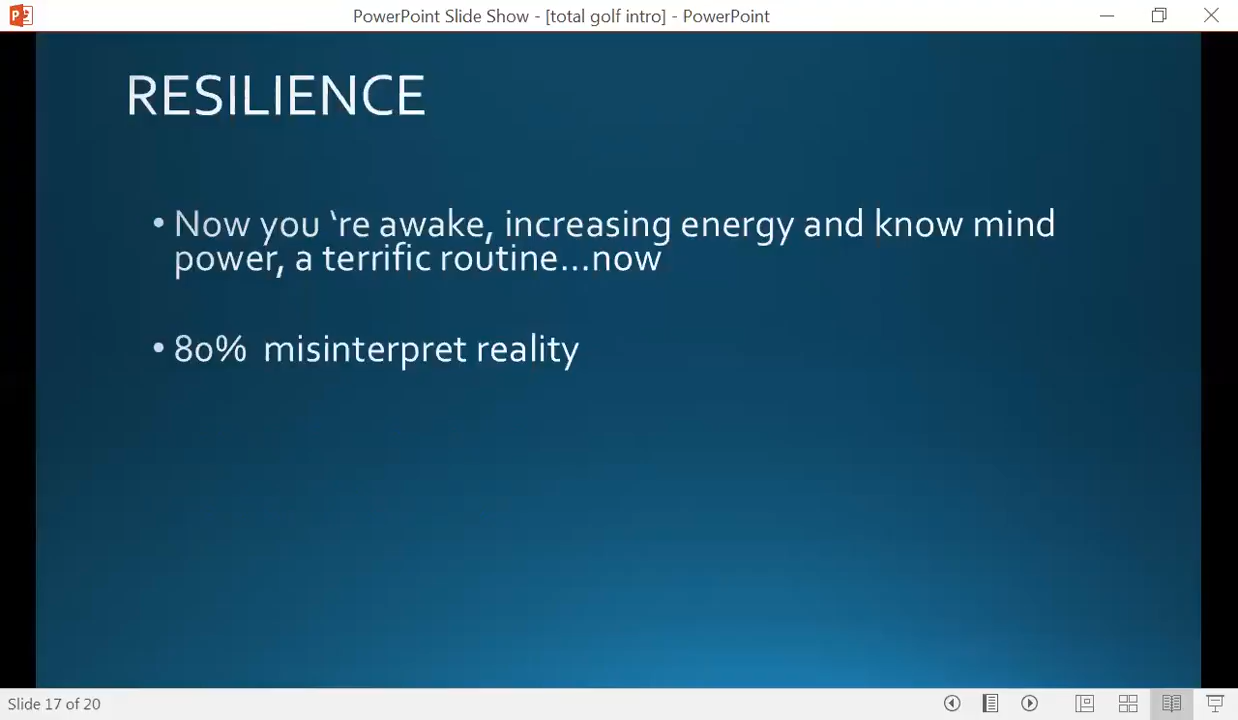 PowerPoint Slide Show - [total golf intro] - PowerPoint
RESILIENCE
• Now you ‘re awake, increasing energy and know mind
power, a terrific routine...now
• 80%  misinterpret reality
Slide 17 of 20